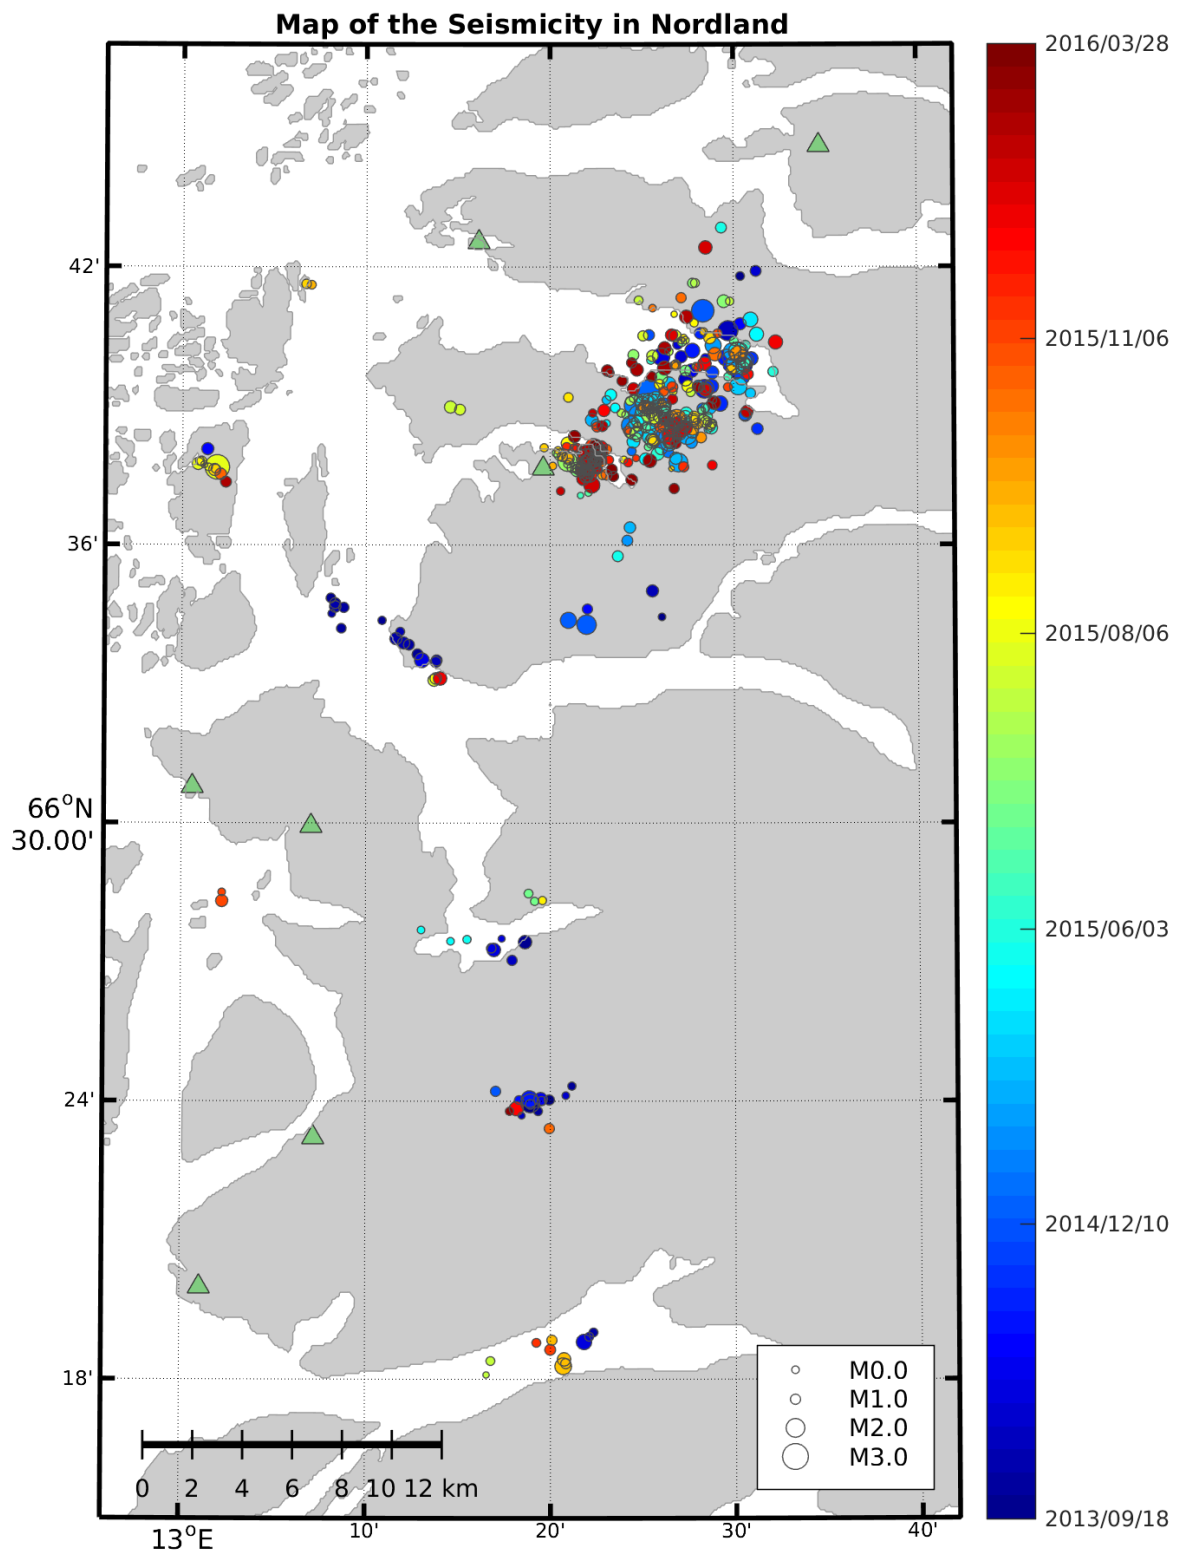 Map of the Seismicity in Nordland
2016/03/28
42'
2015/11/06
36'
2015/08/06
66°N
30.00'
2015/06/03
24'
2014/12/10
18'
M0.0
M1.0
M2.0
M3.0
0 2 4 6 8 10 12 km
2013/09/18
13°E 10' 20' 30' 40'